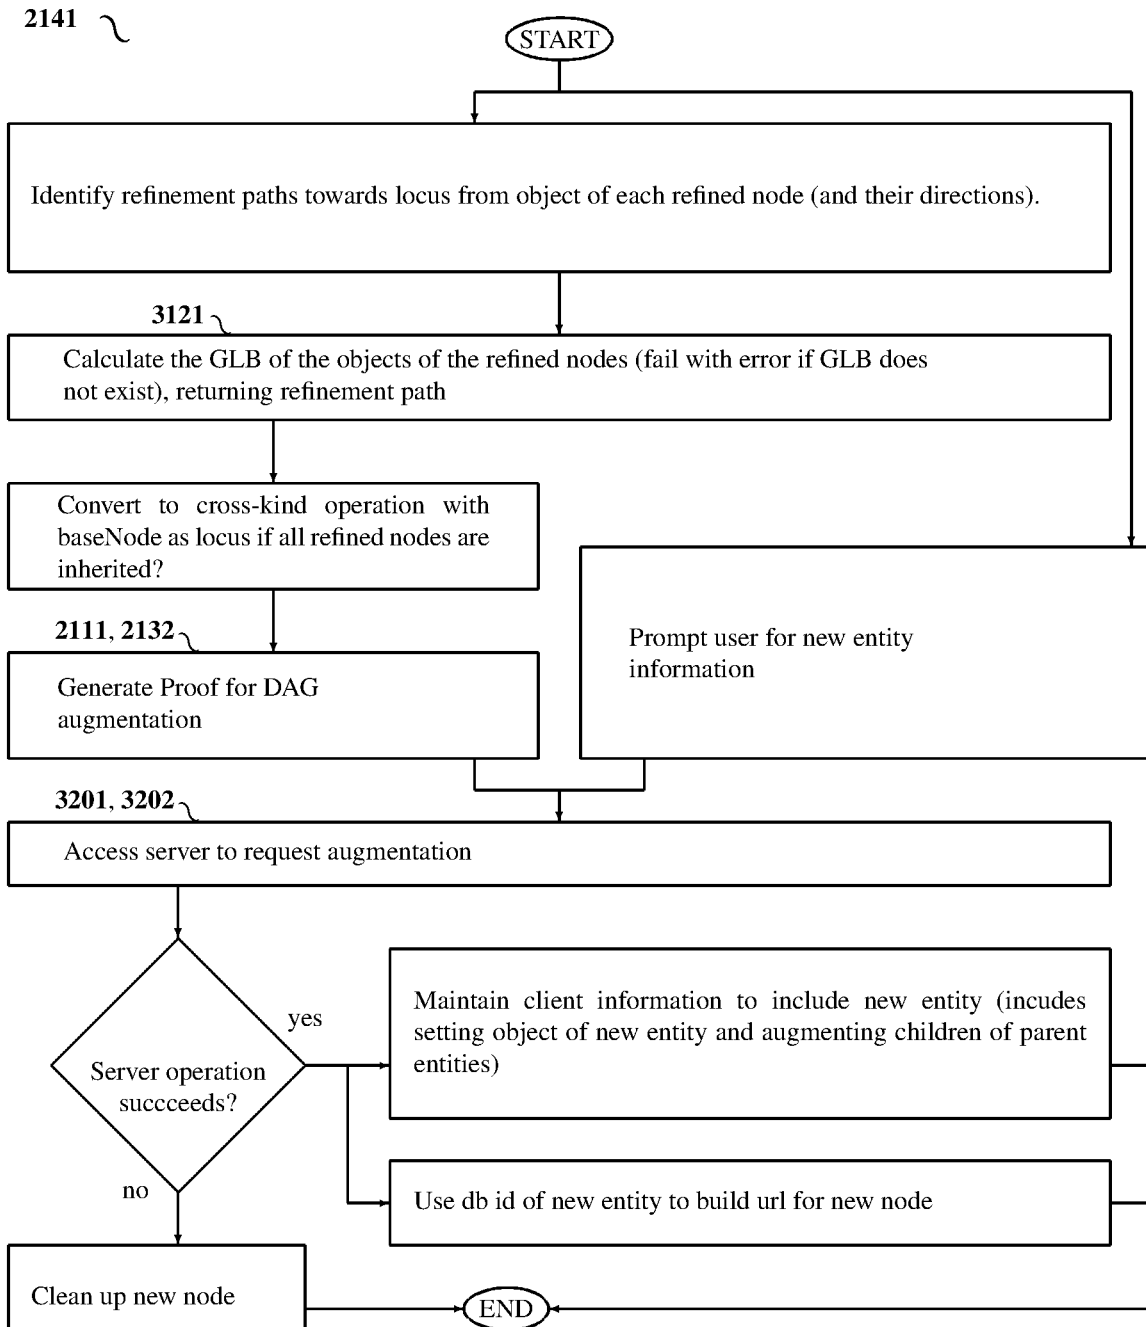 2141
START
Identify refinement paths towards locus from object of each refined node (and their directions).
3121
Calculate the GLB of the objects of the refined nodes (fail with error if GLB does
not exist), returning refinement path
Convert to cross-kind operation with
baseNode as locus if all refined nodes are
inherited?
2111, 2132
Generate Proof for DAG
augmentation
Prompt user for new entity
information
3201, 3202
Access server to request augmentation
Server operation
succceeds?
yes
no
Maintain client information to include new entity (incudes
setting object of new entity and augmenting children of parent
entities)
Use db id of new entity to build url for new node
Clean up new node
END